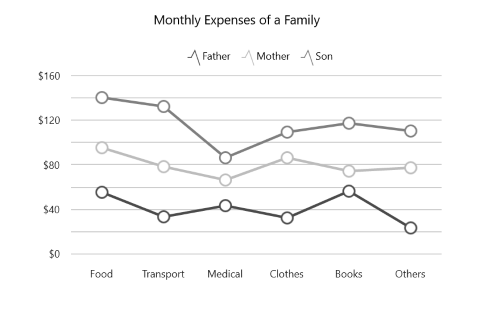 Monthly Expenses of a Family
Father Mother Son
$160
$120
$80
$40
$0
Food Transport Medical Clothes Books Others